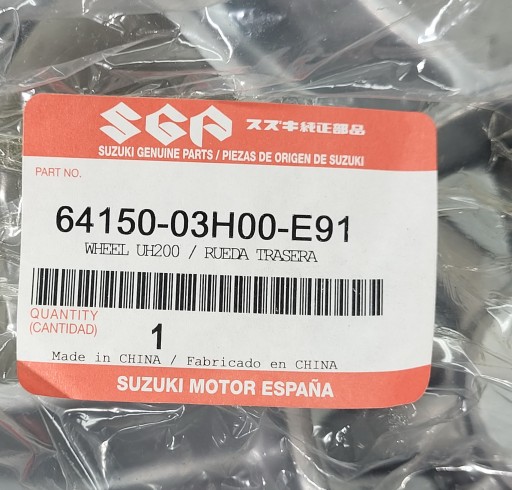 SGP スズキ純正部品
SUZUKI GENUINE PARTS / PIEZAS DE ORIGEN DE SUZUKI
PART NO.
64150-03H00-E91
WHEEL UH200 / RUEDA TRASERA
QUANTITY
(CANTIDAD)
1
Made in CHINA / Fabricado en CHINA
SUZUKI MOTOR ESPAÑA